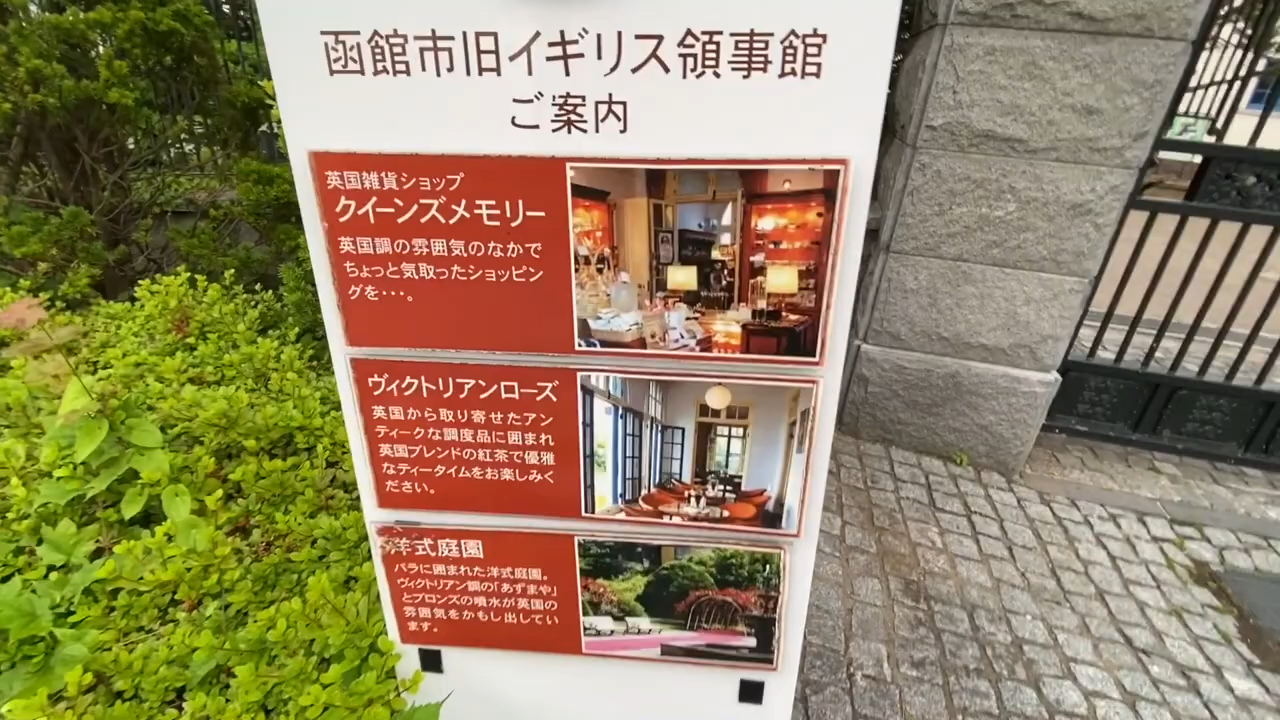 函館市旧イギリス領事館
ご案内
英国雑貨ショップ
クイーンズメモリー
英国調の雰囲気のなかで
ちょっと気取ったショッピン
グを･･･。
ヴィクトリアンローズ
英国から取り寄せたアン
ティークな調度品に囲まれ
英国ブレンドの紅茶で優雅
なティータイムをお楽しみく
ださい。
洋式庭園
バラに囲まれた洋式庭園。
ヴィクトリアン調の「あずまや」
とブロンズの噴水が英国の
雰囲気をかもし出してい
ます。